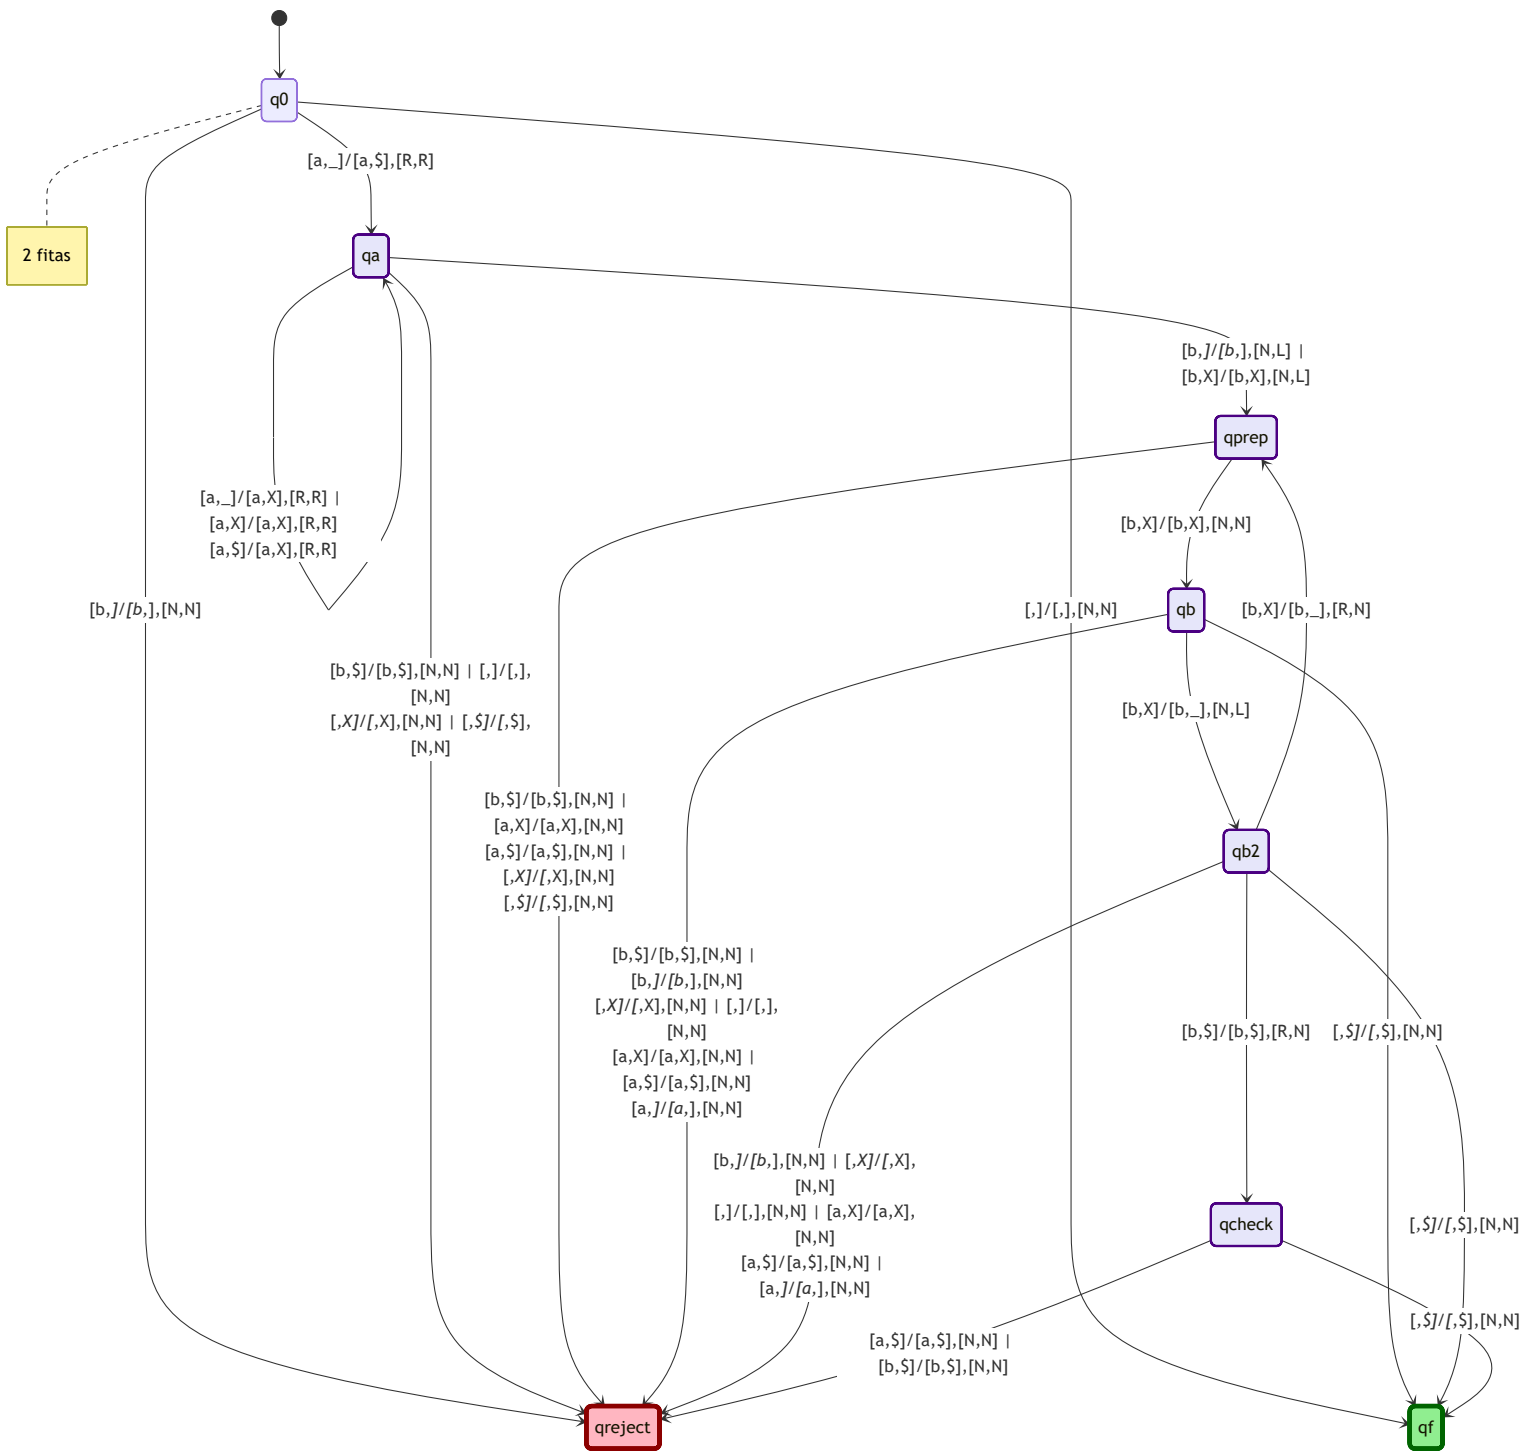 q0
[a,_]/[a,$],[R,R]
2 fitas
qa
[b,]/[b,],[N,L] |
[b,X]/[b,X],[N,L]
qprep
[a,_]/[a,X],[R,R] |
[a,X]/[a,X],[R,R]
[a,$]/[a,X],[R,R]
[b,X]/[b,X],[N,N]
[b,]/[b,],[N,N]
[,]/[,],[N,N]
qb
[b,X]/[b,_],[R,N]
[b,$]/[b,$],[N,N] | [,]/[,],
[N,N]
[,X]/[,X],[N,N] | [,$]/[,$],
[N,N]
[b,X]/[b,_],[N,L]
[b,$]/[b,$],[N,N] |
[a,X]/[a,X],[N,N]
[a,$]/[a,$],[N,N] |
[,X]/[,X],[N,N]
[,$]/[,$],[N,N]
qb2
[b,$]/[b,$],[N,N] |
[b,]/[b,],[N,N]
[,X]/[,X],[N,N] | [,]/[,],
[N,N]
[a,X]/[a,X],[N,N] |
[a,$]/[a,$],[N,N]
[a,]/[a,],[N,N]
[b,$]/[b,$],[R,N]
[,$]/[,$],[N,N]
[b,]/[b,],[N,N] | [,X]/[,X],
[N,N]
[,]/[,],[N,N] | [a,X]/[a,X],
[N,N]
[a,$]/[a,$],[N,N] |
[a,]/[a,],[N,N]
qcheck
[,$]/[,$],[N,N]
[,$]/[,$],[N,N]
[a,$]/[a,$],[N,N] |
[b,$]/[b,$],[N,N]
qreject
qf